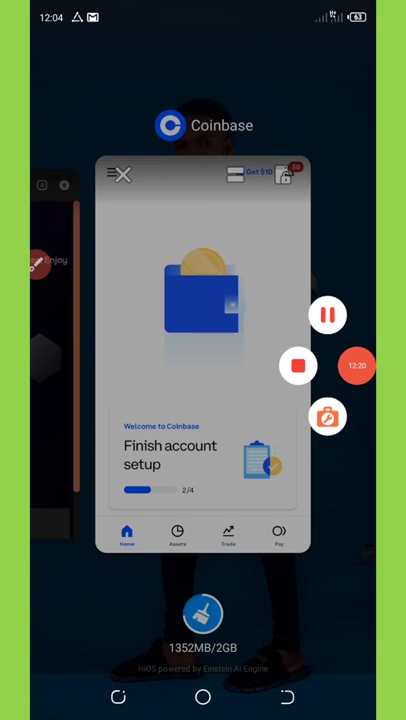 12:04
63
Coinbase
Get $10
38
Enjoy
12:20
Welcome to Coinbase
Finish account
setup
2/4
Home
Assets
Trade
Pay
1352MB/2GB
HiOS powered by Einstein AI Engine